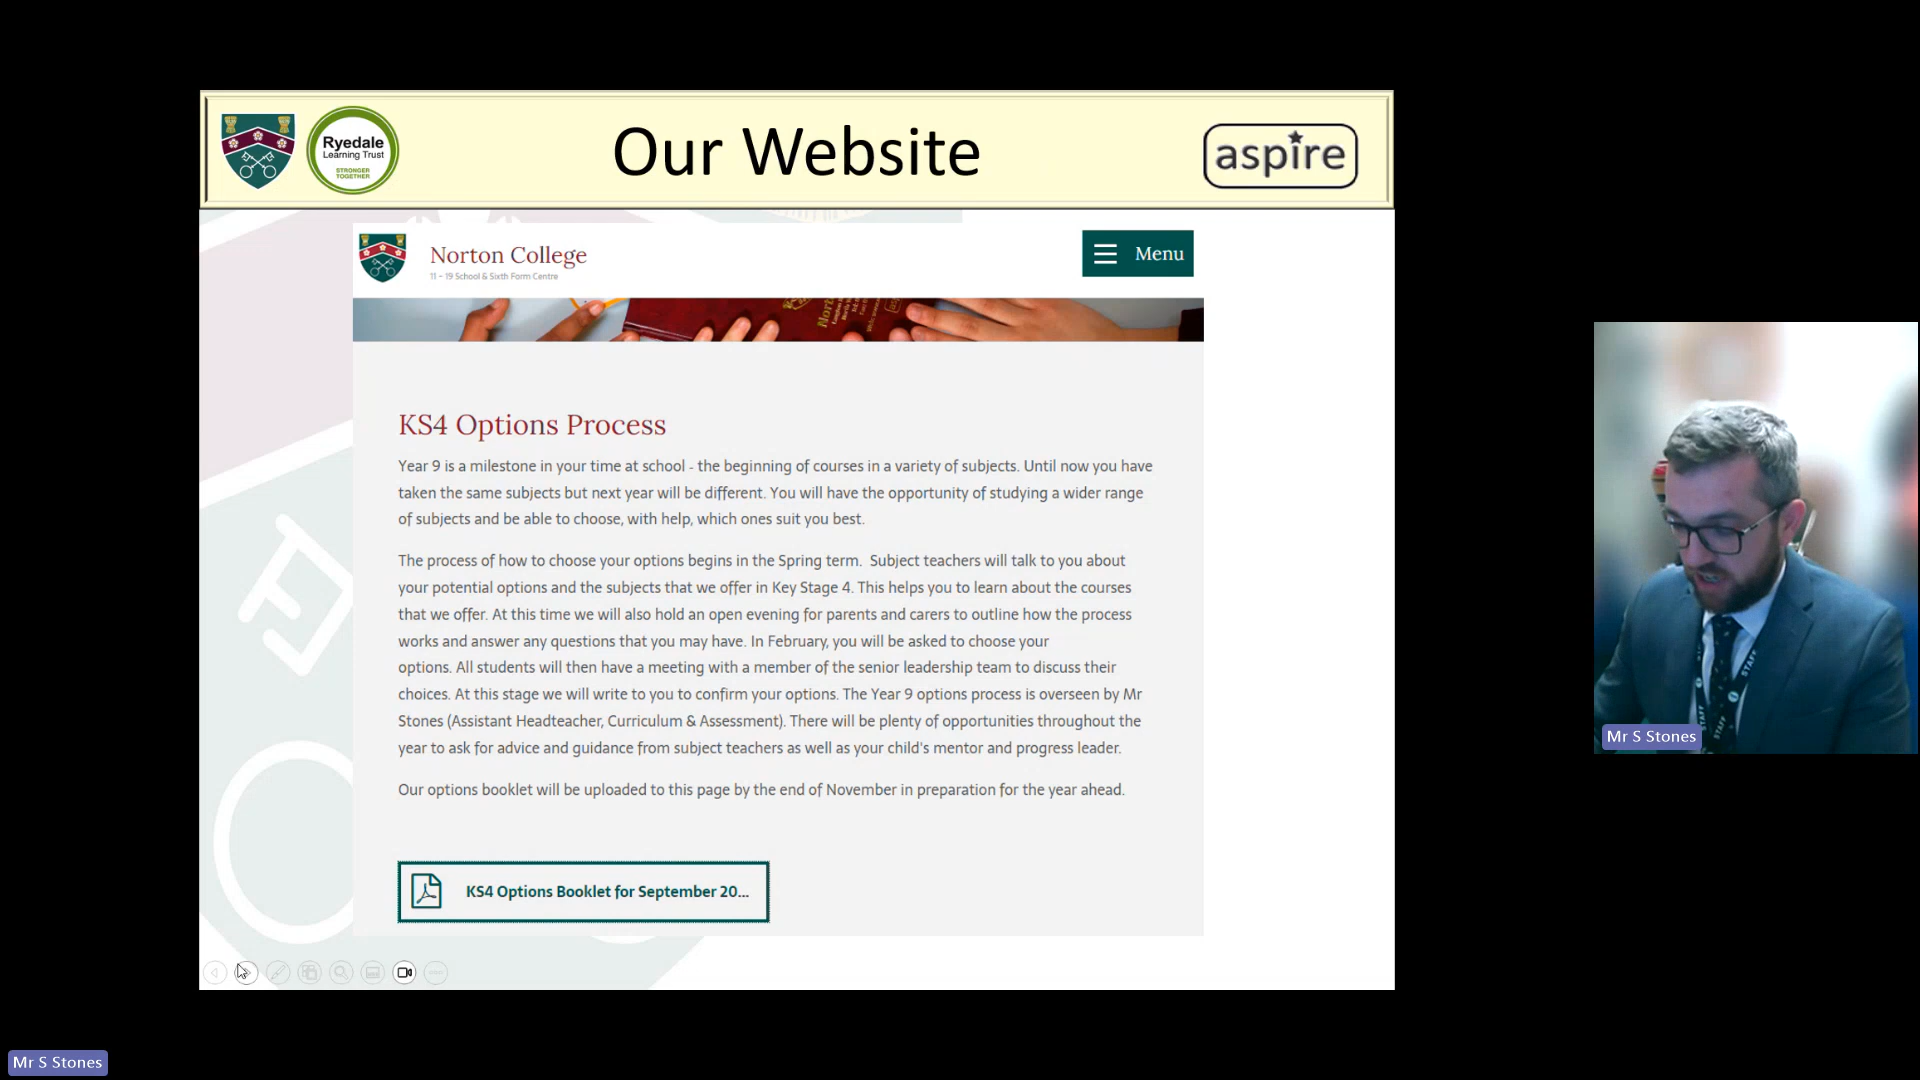 Ryedale
Learning Trust
STRONGER
TOGETHER
Our Website
aspire
Norton College
11 – 19 School & Sixth Form Centre
Menu
KS4 Options Process
Year 9 is a milestone in your time at school - the beginning of courses in a variety of subjects. Until now you have
taken the same subjects but next year will be different. You will have the opportunity of studying a wider range
of subjects and be able to choose, with help, which ones suit you best.
The process of how to choose your options begins in the Spring term.  Subject teachers will talk to you about
your potential options and the subjects that we offer in Key Stage 4. This helps you to learn about the courses
that we offer. At this time we will also hold an open evening for parents and carers to outline how the process
works and answer any questions that you may have. In February, you will be asked to choose your
options. All students will then have a meeting with a member of the senior leadership team to discuss their
choices. At this stage we will write to you to confirm your options. The Year 9 options process is overseen by Mr
Stones (Assistant Headteacher, Curriculum & Assessment). There will be plenty of opportunities throughout the
year to ask for advice and guidance from subject teachers as well as your child's mentor and progress leader.
Our options booklet will be uploaded to this page by the end of November in preparation for the year ahead.
KS4 Options Booklet for September 20...
STAFF
STAFF
STAFF
Mr S Stones
Mr S Stones